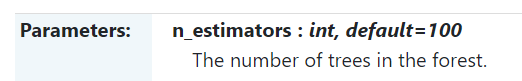 Parameters: n_estimators : int, default=100
The number of trees in the forest.